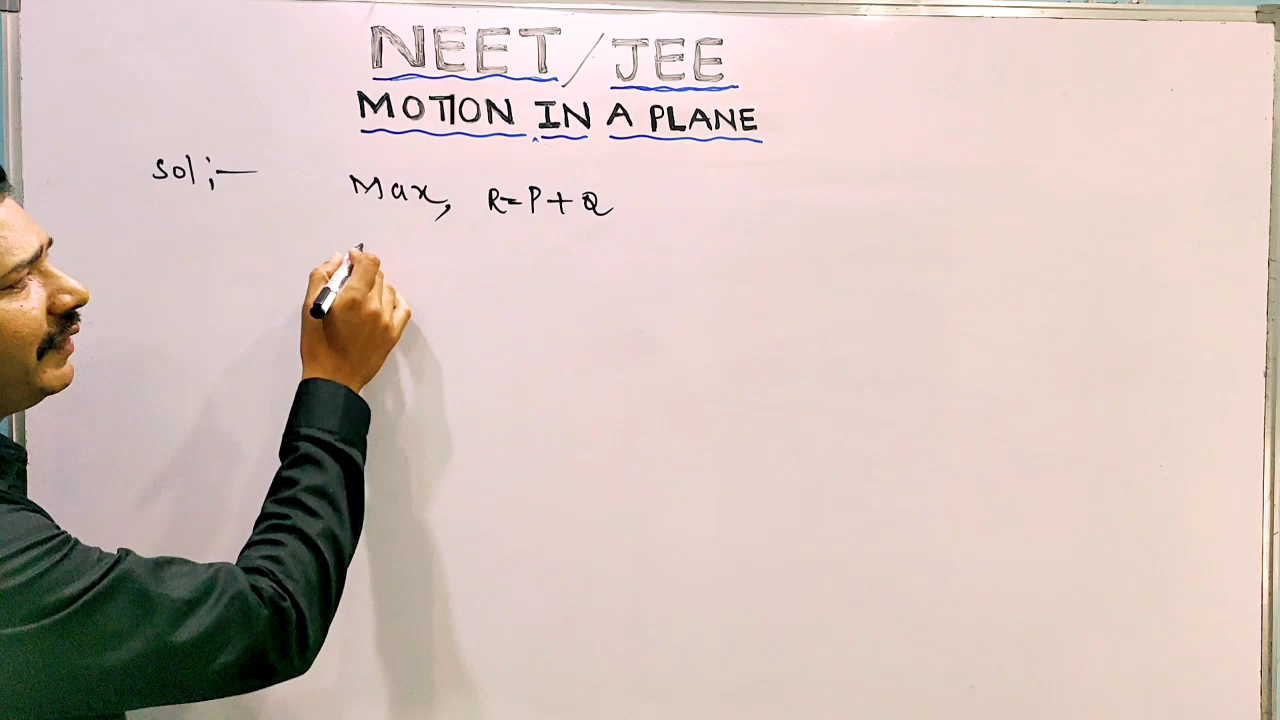 NEET/JEE
MOTION IN A PLANE
Sol;—
Max, R=P+Q